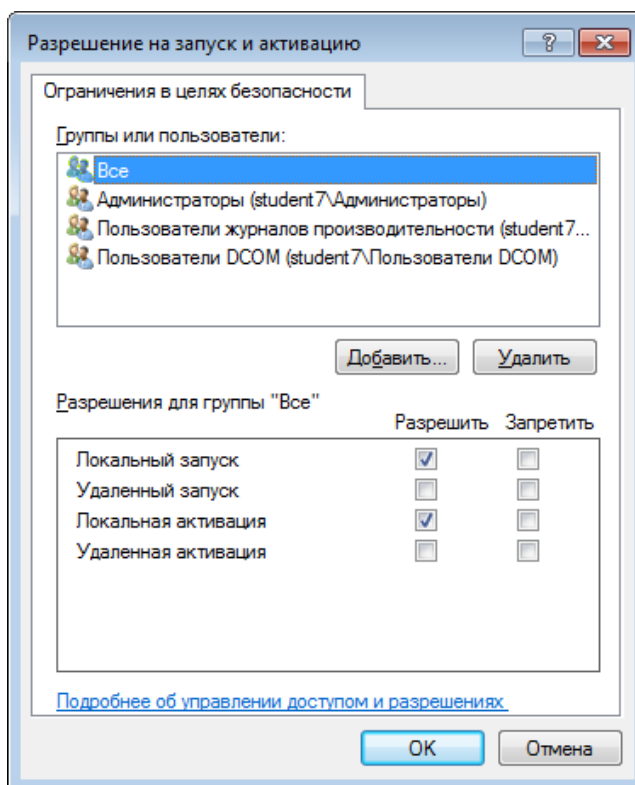 Разрешение на запуск и активацию
Ограничения в целях безопасности
Группы или пользователи:
Все
Администраторы (student7\Администраторы)
Пользователи журналов производительности (student7...
Пользователи DCOM (student7\Пользователи DCOM)
Добавить... Удалить
Разрешения для группы "Все"
Разрешить Запретить
Локальный запуск
Удаленный запуск
Локальная активация
Удаленная активация
Подробнее об управлении доступом и разрешениях
OK Отмена